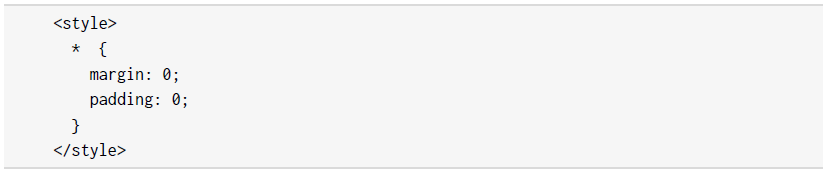 <style>
* {
margin: 0;
padding: 0;
}
</style>